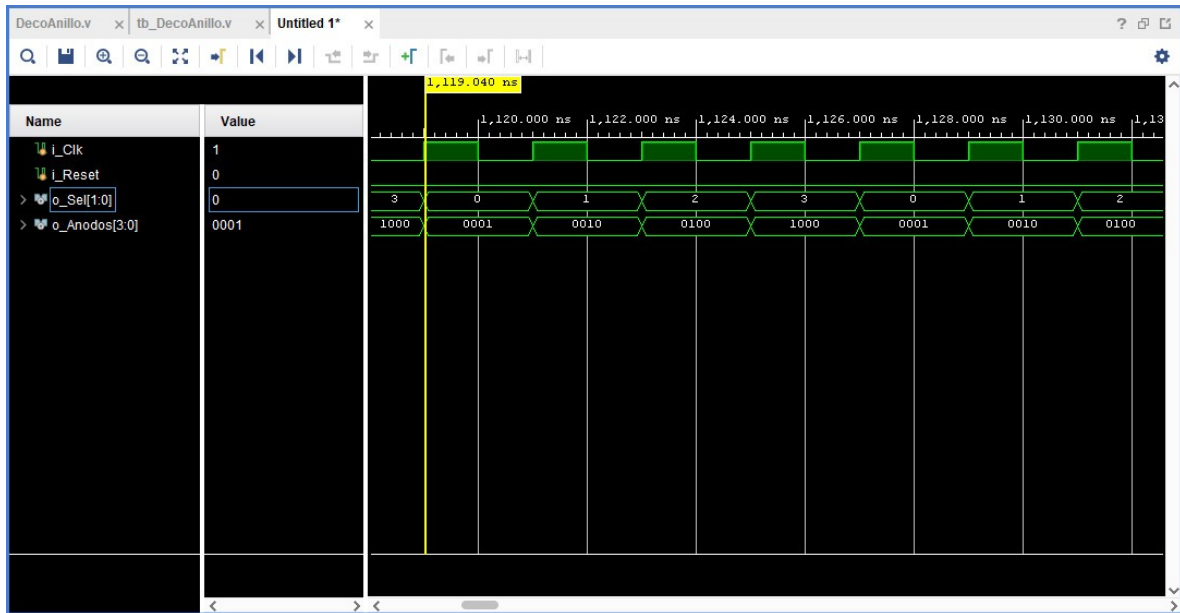 DecoAnillo.v × tb_DecoAnillo.v × Untitled 1* × ?
1,119.040 ns
Name Value 1,120.000 ns 1,122.000 ns 1,124.000 ns 1,126.000 ns 1,128.000 ns 1,130.000 ns 1,13
i_Clk 1
i_Reset 0
> o_Sel[1:0] 0 3 0 1 2 3 0 1 2
> o_Anodos[3:0] 0001 1000 0001 0010 0100 1000 0001 0010 0100